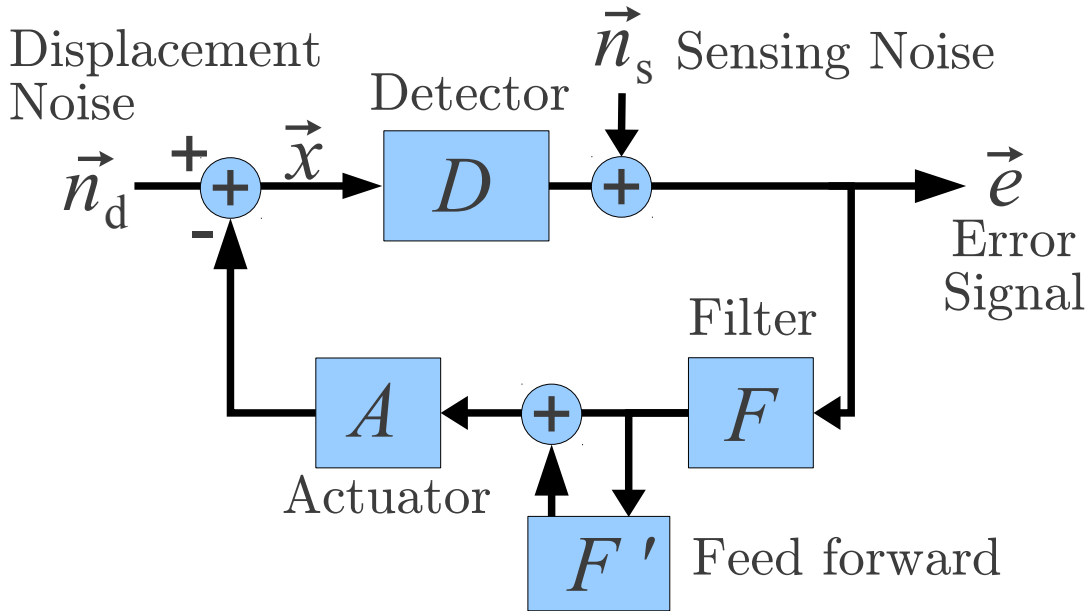 Displacement
Noise
n⃗d
+
+
-
x⃗
Detector
D
n⃗s Sensing Noise
+
e⃗
Error
Signal
Filter
F
+
A
Actuator
F ′
Feed forward